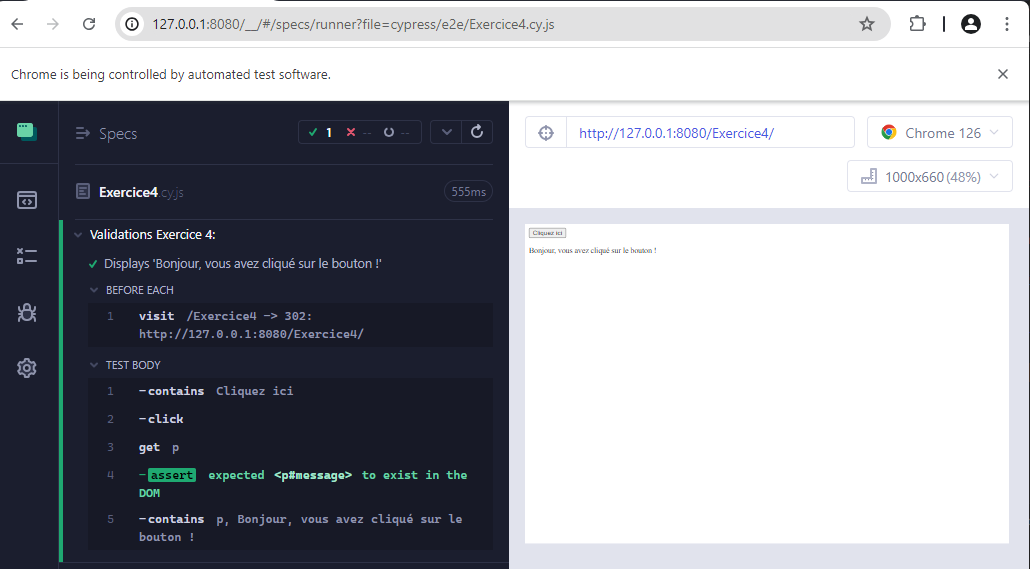 127.0.0.1:8080/__/#/specs/runner?file=cypress/e2e/Exercice4.cy.js
Chrome is being controlled by automated test software.
Specs
1 -- --
Exercice4.cy.js
555ms
Validations Exercice 4:
Displays 'Bonjour, vous avez cliqué sur le bouton !'
BEFORE EACH
1 visit /Exercice4 -> 302:
http://127.0.0.1:8080/Exercice4/
TEST BODY
1 -contains Cliquez ici
2 -click
3 get p
4 -assert expected <p#message> to exist in the
DOM
5 -contains p, Bonjour, vous avez cliqué sur le
bouton !
http://127.0.0.1:8080/Exercice4/
Chrome 126
1000x660 (48%)
Cliquez ici
Bonjour, vous avez cliqué sur le bouton !